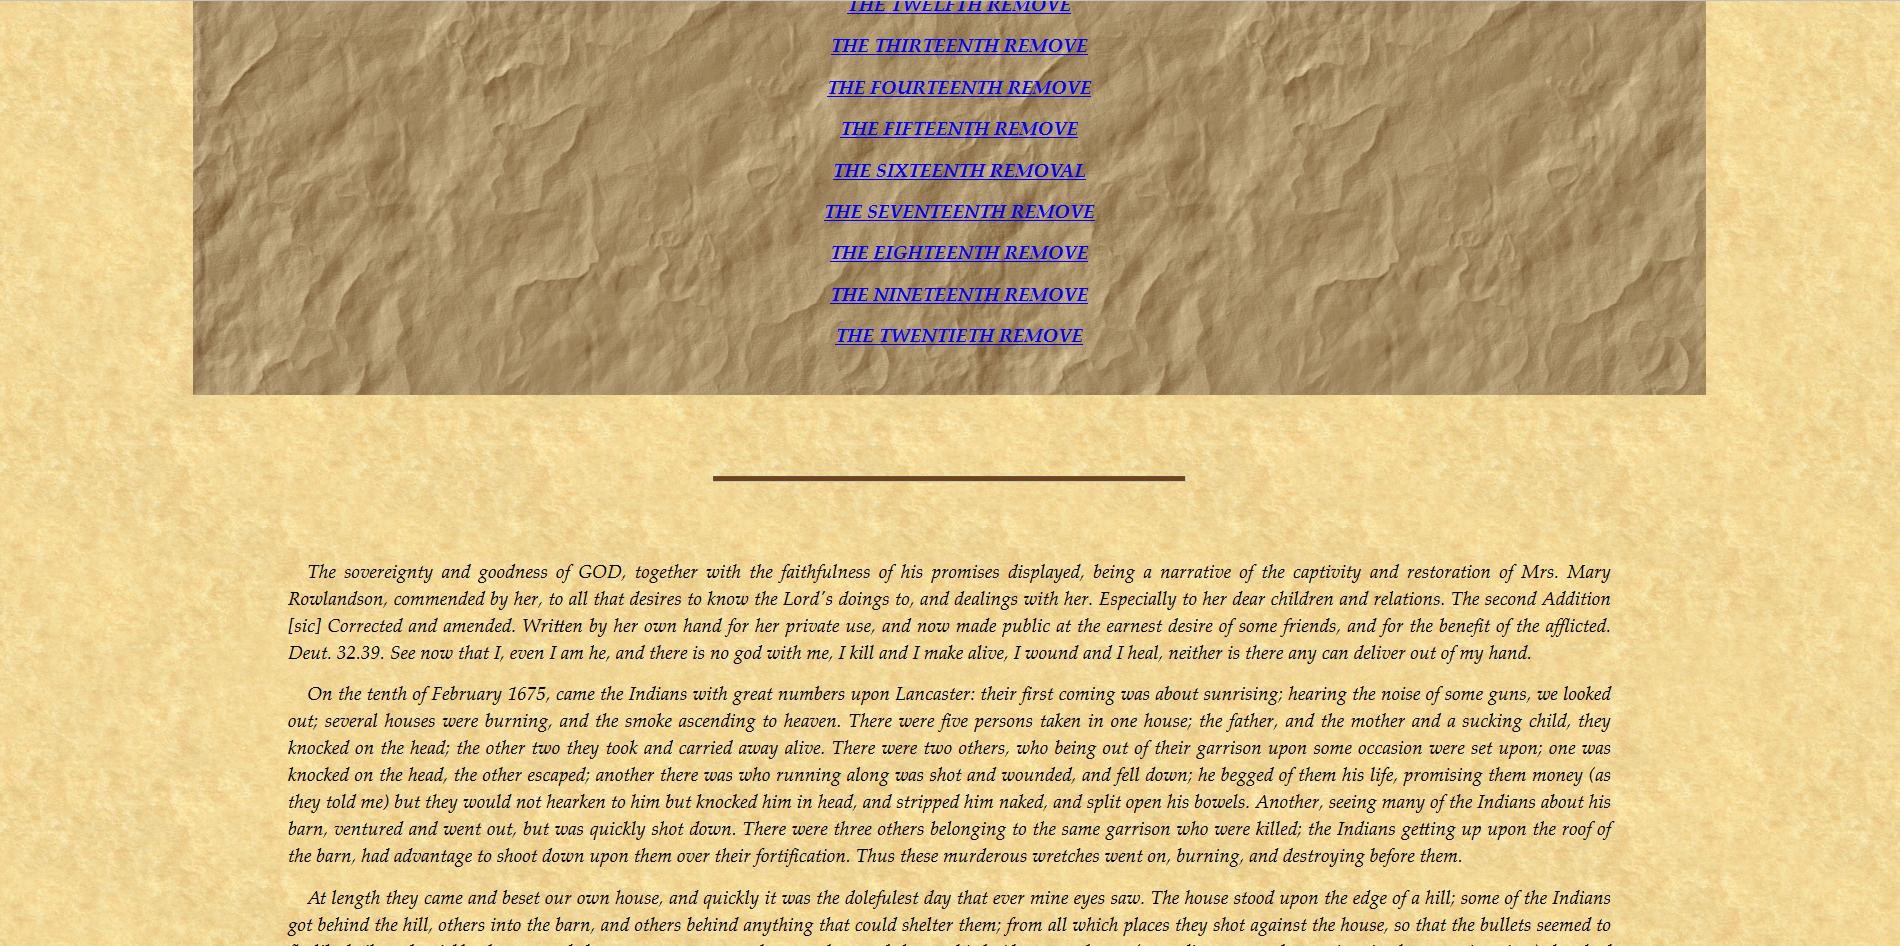 THE TWELFTH REMOVE
THE THIRTEENTH REMOVE
THE FOURTEENTH REMOVE
THE FIFTEENTH REMOVE
THE SIXTEENTH REMOVAL
THE SEVENTEENTH REMOVE
THE EIGHTEENTH REMOVE
THE NINETEENTH REMOVE
THE TWENTIETH REMOVE
The sovereignty and goodness of GOD, together with the faithfulness of his promises displayed, being a narrative of the captivity and restoration of Mrs. Mary
Rowlandson, commended by her, to all that desires to know the Lord's doings to, and dealings with her. Especially to her dear children and relations. The second Addition
[sic] Corrected and amended. Written by her own hand for her private use, and now made public at the earnest desire of some friends, and for the benefit of the afflicted.
Deut. 32.39. See now that I, even I am he, and there is no god with me, I kill and I make alive, I wound and I heal, neither is there any can deliver out of my hand.
On the tenth of February 1675, came the Indians with great numbers upon Lancaster: their first coming was about sunrising; hearing the noise of some guns, we looked
out; several houses were burning, and the smoke ascending to heaven. There were five persons taken in one house; the father, and the mother and a sucking child, they
knocked on the head; the other two they took and carried away alive. There were two others, who being out of their garrison upon some occasion were set upon; one was
knocked on the head, the other escaped; another there was who running along was shot and wounded, and fell down; he begged of them his life, promising them money (as
they told me) but they would not hearken to him but knocked him in head, and stripped him naked, and split open his bowels. Another, seeing many of the Indians about his
barn, ventured and went out, but was quickly shot down. There were three others belonging to the same garrison who were killed; the Indians getting up upon the roof of
the barn, had advantage to shoot down upon them over their fortification. Thus these murderous wretches went on, burning, and destroying before them.
At length they came and beset our own house, and quickly it was the dolefulest day that ever mine eyes saw. The house stood upon the edge of a hill; some of the Indians
got behind the hill, others into the barn, and others behind anything that could shelter them; from all which places they shot against the house, so that the bullets seemed to